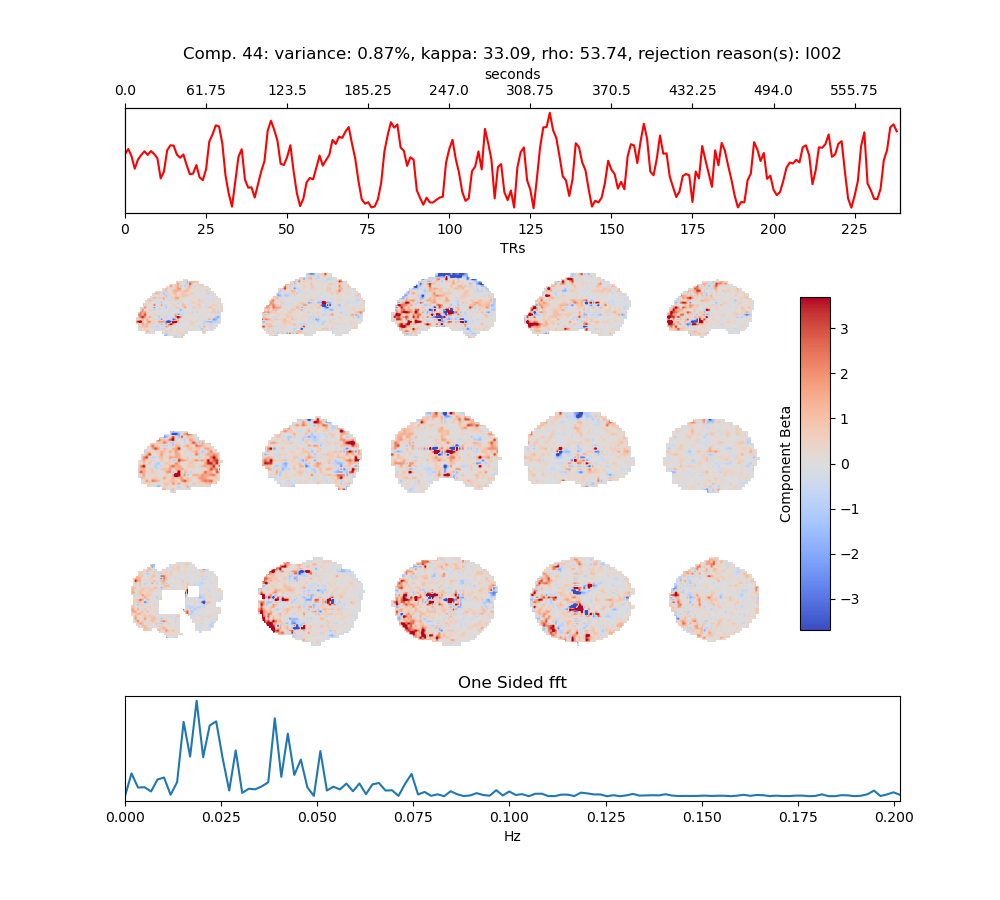 Comp. 44: variance: 0.87%, kappa: 33.09, rho: 53.74, rejection reason(s): I002
seconds
0.0 61.75 123.5 185.25 247.0 308.75 370.5 432.25 494.0 555.75
0 25 50 75 100 125 150 175 200 225
TRs
3
2
1
0
−1
−2
−3
Component Beta
One Sided fft
0.000 0.025 0.050 0.075 0.100 0.125 0.150 0.175 0.200
Hz